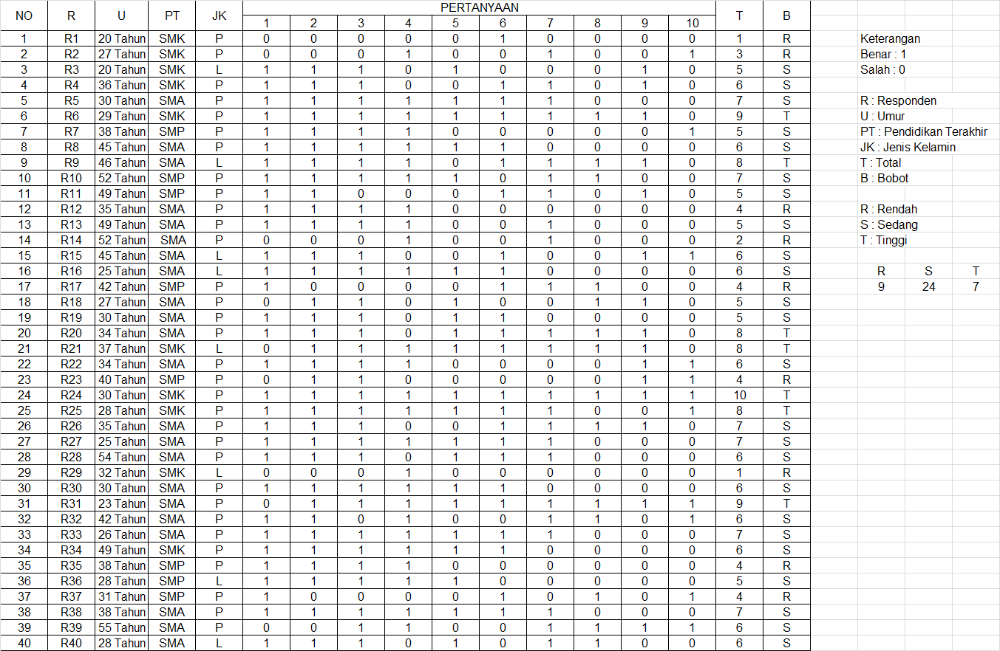 NO R U PT JK PERTANYAAN T B
1 2 3 4 5 6 7 8 9 10
1 R1 20 Tahun SMK P 0 0 0 0 0 1 0 0 0 0 1 R Keterangan
2 R2 27 Tahun SMK P 0 0 0 1 0 0 1 0 0 1 3 R Benar : 1
3 R3 20 Tahun SMK L 1 1 1 0 1 0 0 0 1 0 5 S Salah : 0
4 R4 36 Tahun SMK P 1 1 1 0 0 1 1 0 1 0 6 S
5 R5 30 Tahun SMA P 1 1 1 1 1 1 1 0 0 0 7 S R : Responden
6 R6 29 Tahun SMK P 1 1 1 1 1 1 1 1 1 0 9 T U : Umur
7 R7 38 Tahun SMP P 1 1 1 1 0 0 0 0 0 1 5 S PT : Pendidikan Terakhir
8 R8 45 Tahun SMA P 1 1 1 1 1 1 0 0 0 0 6 S JK : Jenis Kelamin
9 R9 46 Tahun SMA L 1 1 1 1 0 1 1 1 1 0 8 T T : Total
10 R10 52 Tahun SMP P 1 1 1 1 1 0 1 1 0 0 7 S B : Bobot
11 R11 49 Tahun SMP P 1 1 0 0 0 1 1 0 1 0 5 S
12 R12 35 Tahun SMA P 1 1 1 1 0 0 0 0 0 0 4 R R : Rendah
13 R13 49 Tahun SMA P 1 1 1 1 0 0 1 0 0 0 5 S S : Sedang
14 R14 52 Tahun SMA P 0 0 0 1 0 0 1 0 0 0 2 R T : Tinggi
15 R15 45 Tahun SMA L 1 1 1 0 0 1 0 0 1 1 6 S
16 R16 25 Tahun SMA L 1 1 1 1 1 1 0 0 0 0 6 S R S T
17 R17 42 Tahun SMP P 1 0 0 0 0 1 1 1 0 0 4 R 9 24 7
18 R18 27 Tahun SMA P 0 1 1 0 1 0 0 1 1 0 5 S
19 R19 30 Tahun SMA P 1 1 1 0 1 1 0 0 0 0 5 S
20 R20 34 Tahun SMA P 1 1 1 0 1 1 1 1 1 0 8 T
21 R21 37 Tahun SMK L 0 1 1 1 1 1 1 1 1 0 8 T
22 R22 34 Tahun SMA P 1 1 1 1 0 0 0 0 1 1 6 S
23 R23 40 Tahun SMP P 0 1 1 0 0 0 0 0 1 1 4 R
24 R24 30 Tahun SMK P 1 1 1 1 1 1 1 1 1 1 10 T
25 R25 28 Tahun SMK P 1 1 1 1 1 1 1 0 0 1 8 T
26 R26 35 Tahun SMA P 1 1 1 0 0 1 1 1 1 0 7 S
27 R27 25 Tahun SMA P 1 1 1 1 1 1 1 0 0 0 7 S
28 R28 54 Tahun SMA P 1 1 1 0 1 1 1 0 0 0 6 S
29 R29 32 Tahun SMK L 0 0 0 1 0 0 0 0 0 0 1 R
30 R30 30 Tahun SMA P 1 1 1 1 1 1 0 0 0 0 6 S
31 R31 23 Tahun SMA P 0 1 1 1 1 1 1 1 1 1 9 T
32 R32 42 Tahun SMA P 1 1 0 1 0 0 1 1 0 1 6 S
33 R33 26 Tahun SMA P 1 1 1 1 1 1 1 0 0 0 7 S
34 R34 49 Tahun SMK P 1 1 1 1 1 1 0 0 0 0 6 S
35 R35 38 Tahun SMP P 1 1 1 1 0 0 0 0 0 0 4 R
36 R36 28 Tahun SMP L 1 1 1 1 1 0 0 0 0 0 5 S
37 R37 31 Tahun SMP P 1 0 0 0 0 1 0 1 0 1 4 R
38 R38 38 Tahun SMA P 1 1 1 1 1 1 1 0 0 0 7 S
39 R39 55 Tahun SMA P 0 0 1 1 0 0 1 1 1 1 6 S
40 R40 28 Tahun SMA L 1 1 1 0 1 0 1 1 0 0 6 S